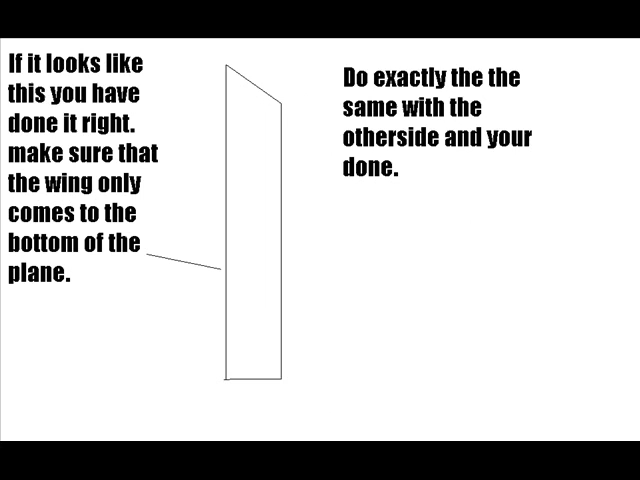 If it looks like
this you have
done it right.
make sure that
the wing only
comes to the
bottom of the
plane.
Do exactly the the
same with the
otherside and your
done.